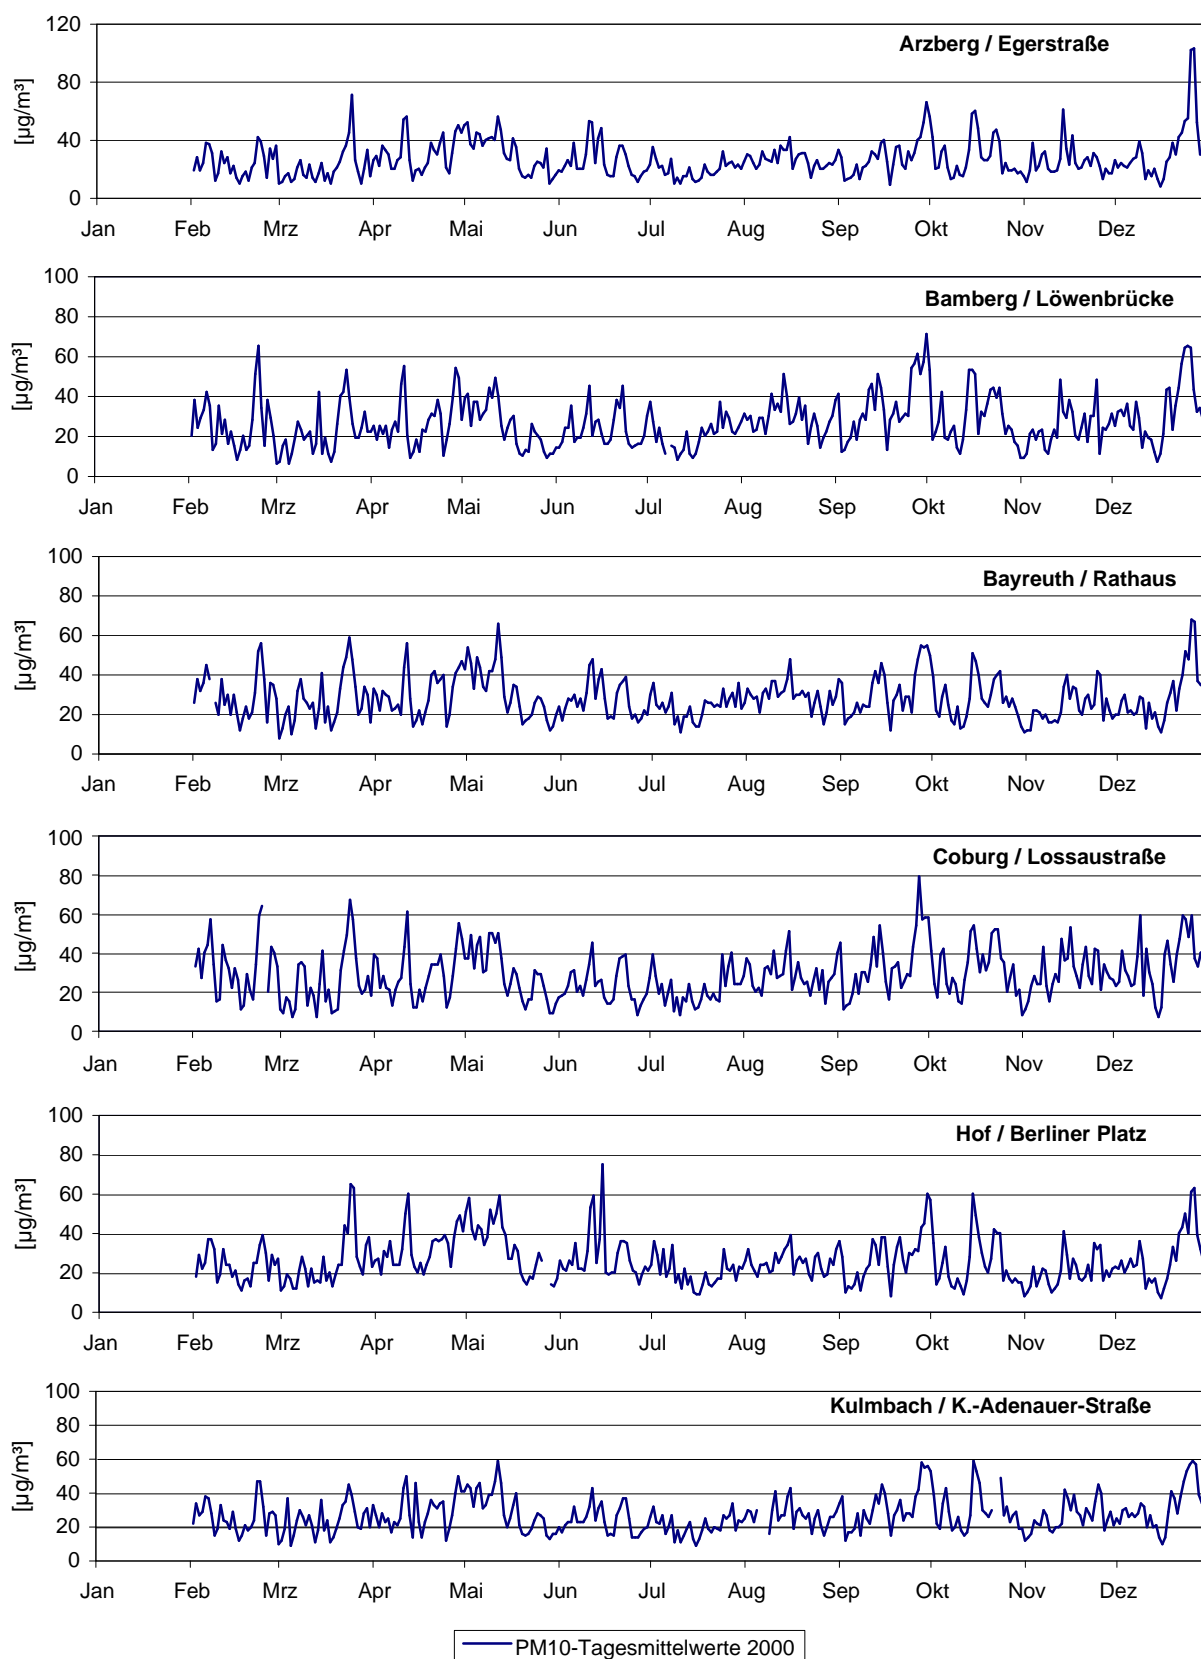 Arzberg / Egerstraße
[µg/m³]
120
80
40
0
Jan Feb Mrz Apr Mai Jun Jul Aug Sep Okt Nov Dez
Bamberg / Löwenbrücke
[µg/m³]
100
80
60
40
20
0
Jan Feb Mrz Apr Mai Jun Jul Aug Sep Okt Nov Dez
Bayreuth / Rathaus
[µg/m³]
100
80
60
40
20
0
Jan Feb Mrz Apr Mai Jun Jul Aug Sep Okt Nov Dez
Coburg / Lossaustraße
[µg/m³]
100
80
60
40
20
0
Jan Feb Mrz Apr Mai Jun Jul Aug Sep Okt Nov Dez
Hof / Berliner Platz
[µg/m³]
100
80
60
40
20
0
Jan Feb Mrz Apr Mai Jun Jul Aug Sep Okt Nov Dez
Kulmbach / K.-Adenauer-Straße
[µg/m³]
100
80
60
40
20
0
Jan Feb Mrz Apr Mai Jun Jul Aug Sep Okt Nov Dez
PM10-Tagesmittelwerte 2000